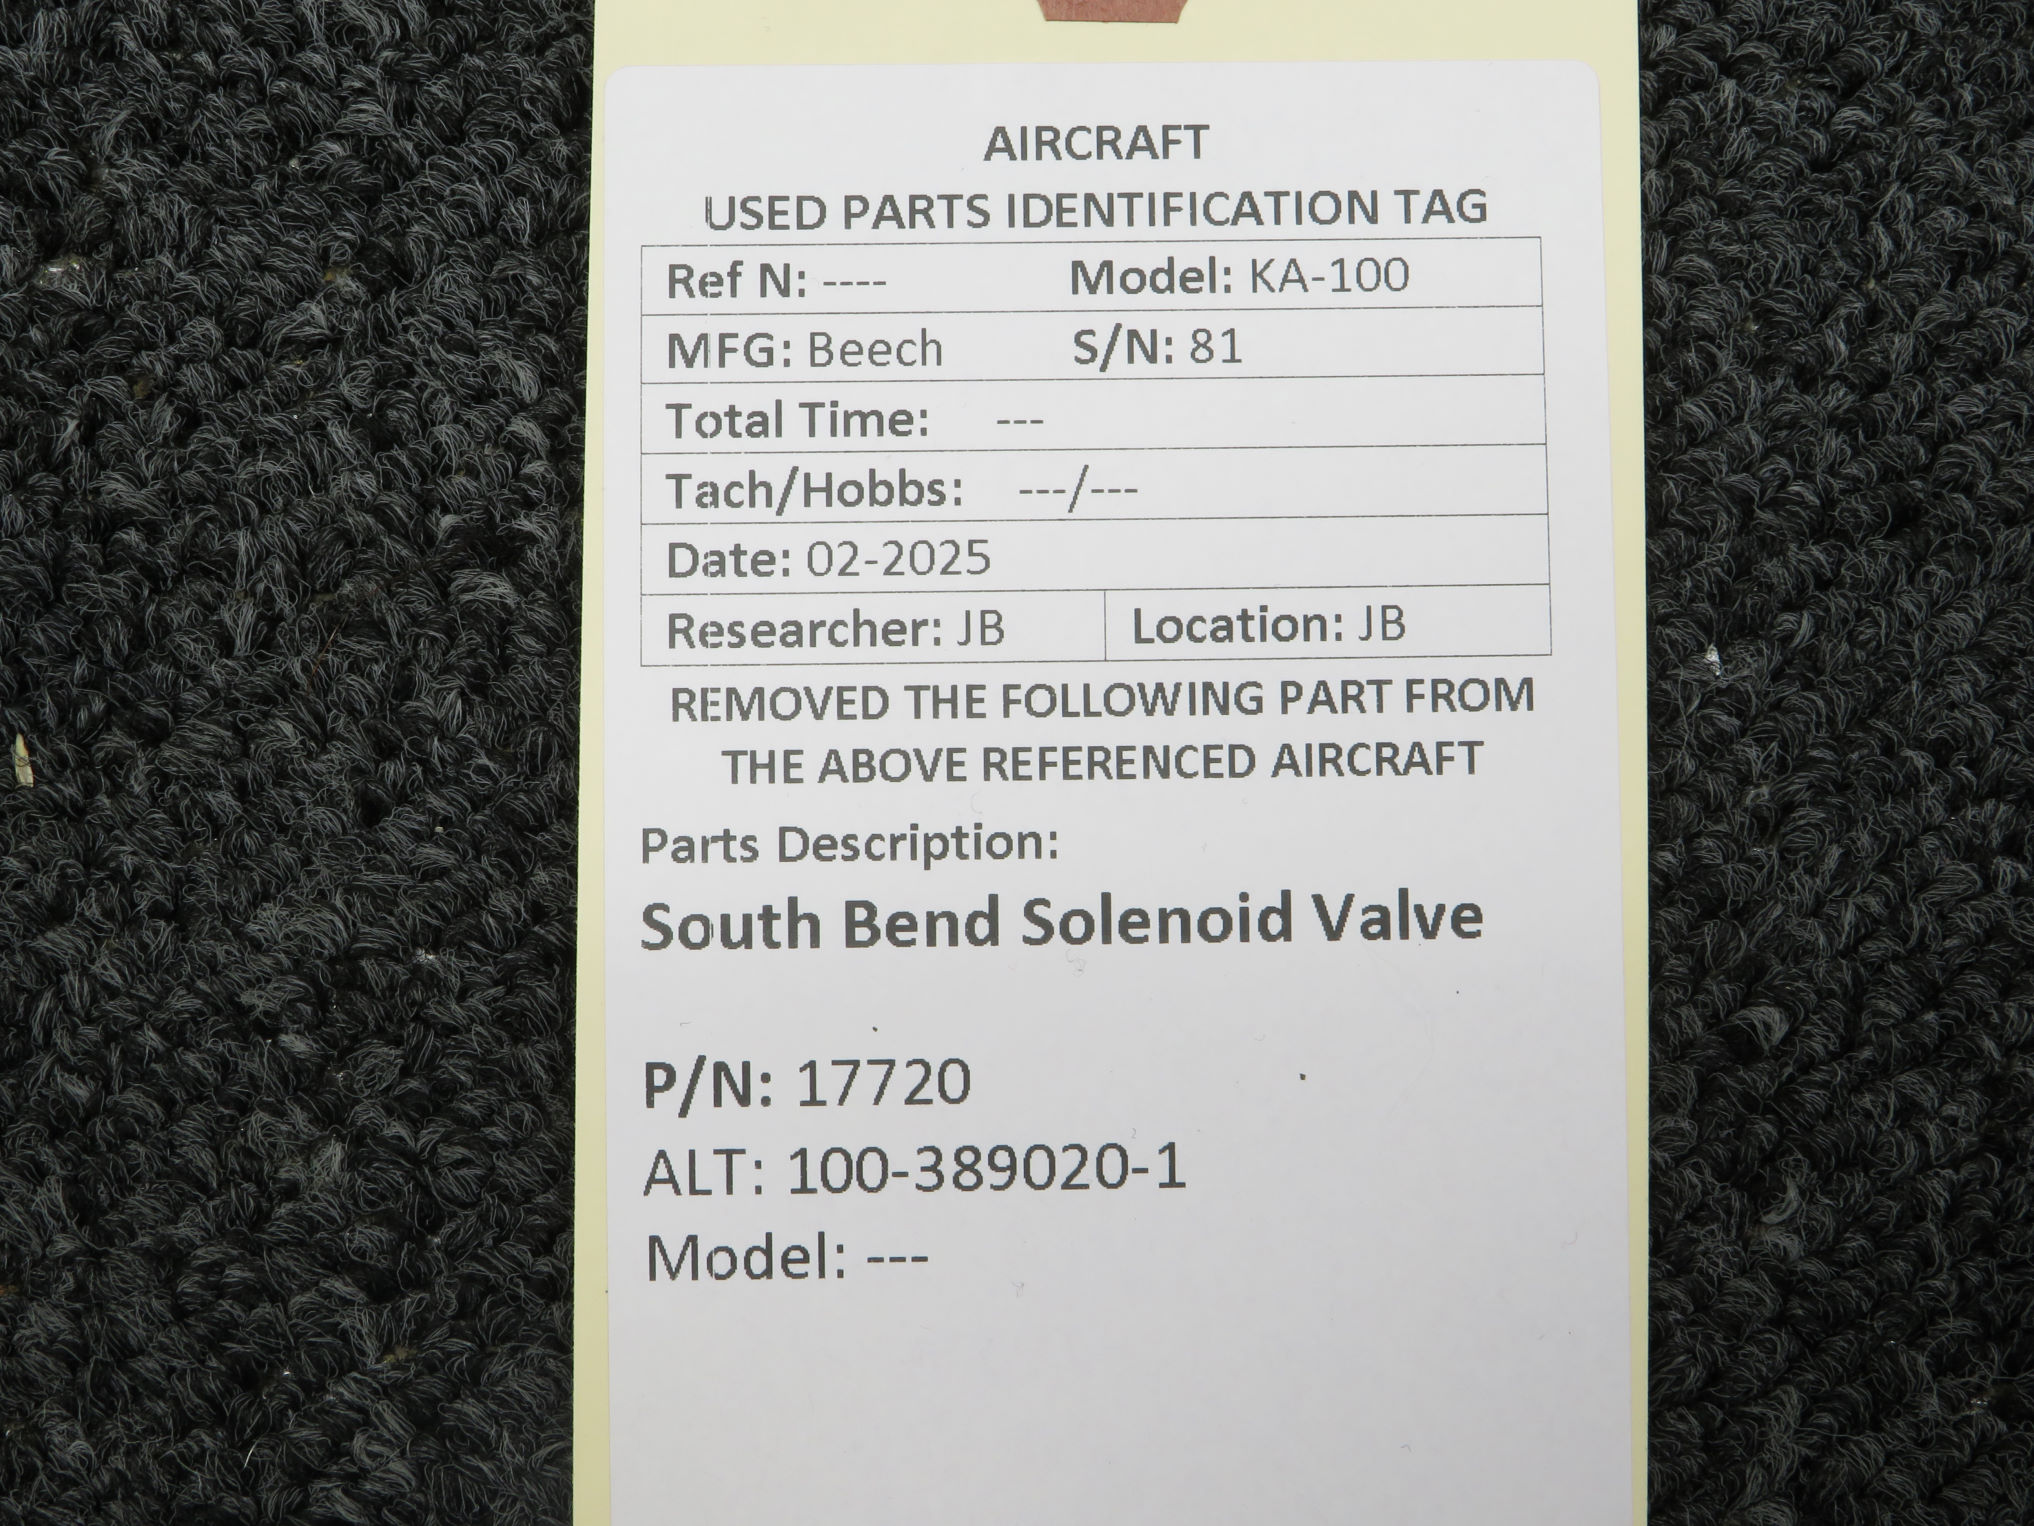 AIRCRAFT
USED PARTS IDENTIFICATION TAG
Ref N: ---- Model: KA-100
MFG: Beech S/N: 81
Total Time: ---
Tach/Hobbs: ---/---
Date: 02-2025
Researcher: JB Location: JB
REMOVED THE FOLLOWING PART FROM
THE ABOVE REFERENCED AIRCRAFT
Parts Description:
South Bend Solenoid Valve
P/N: 17720
ALT: 100-389020-1
Model: ---